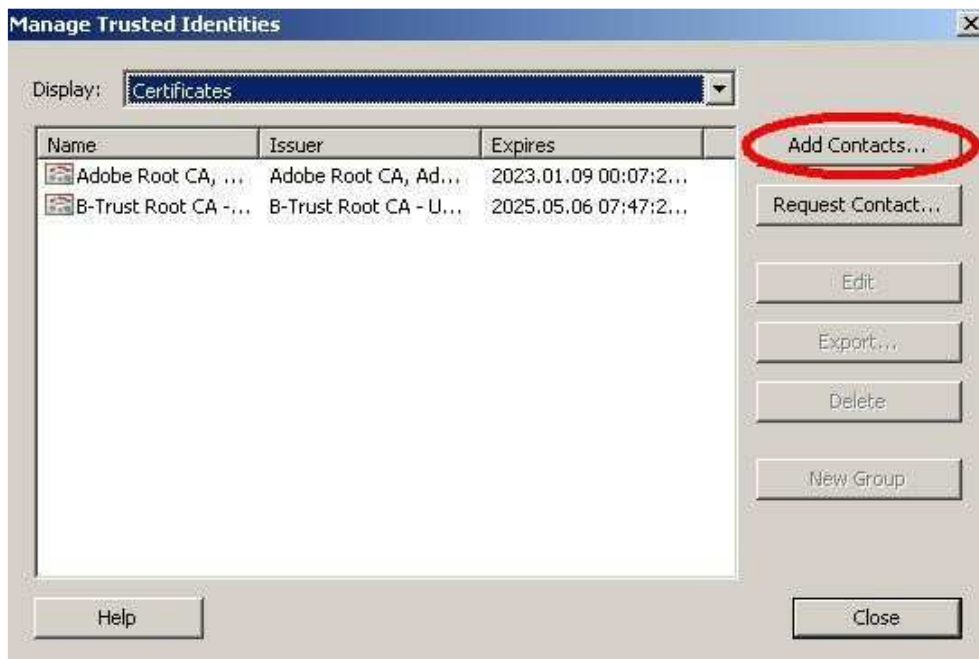 Manage Trusted Identities
Display: Certificates
Name Issuer Expires
Adobe Root CA, ... Adobe Root CA, Ad... 2023.01.09 00:07:2...
B-Trust Root CA -... B-Trust Root CA - U... 2025.05.06 07:47:2...
Add Contacts...
Request Contact...
Edit
Export...
Delete
New Group
Help
Close